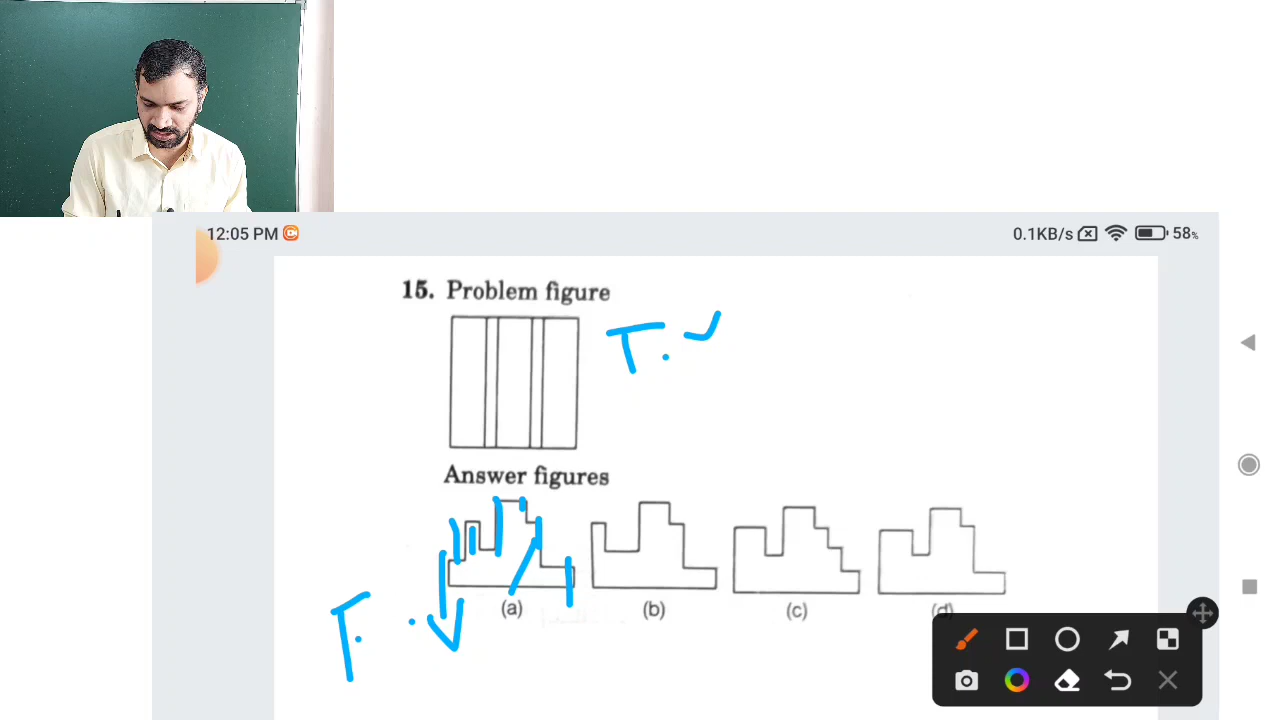 12:05 PM
0.1KB/s 58%
15. Problem figure
T.
Answer figures
(a) (b) (c) (d)
F.